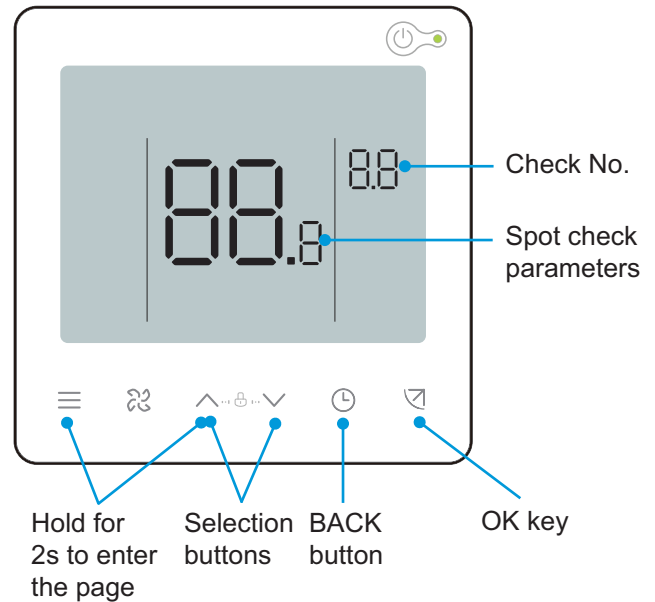 8.8
Check No.
88.8
Spot check
parameters
Hold for
2s to enter
the page
Selection
buttons
BACK
button
OK key